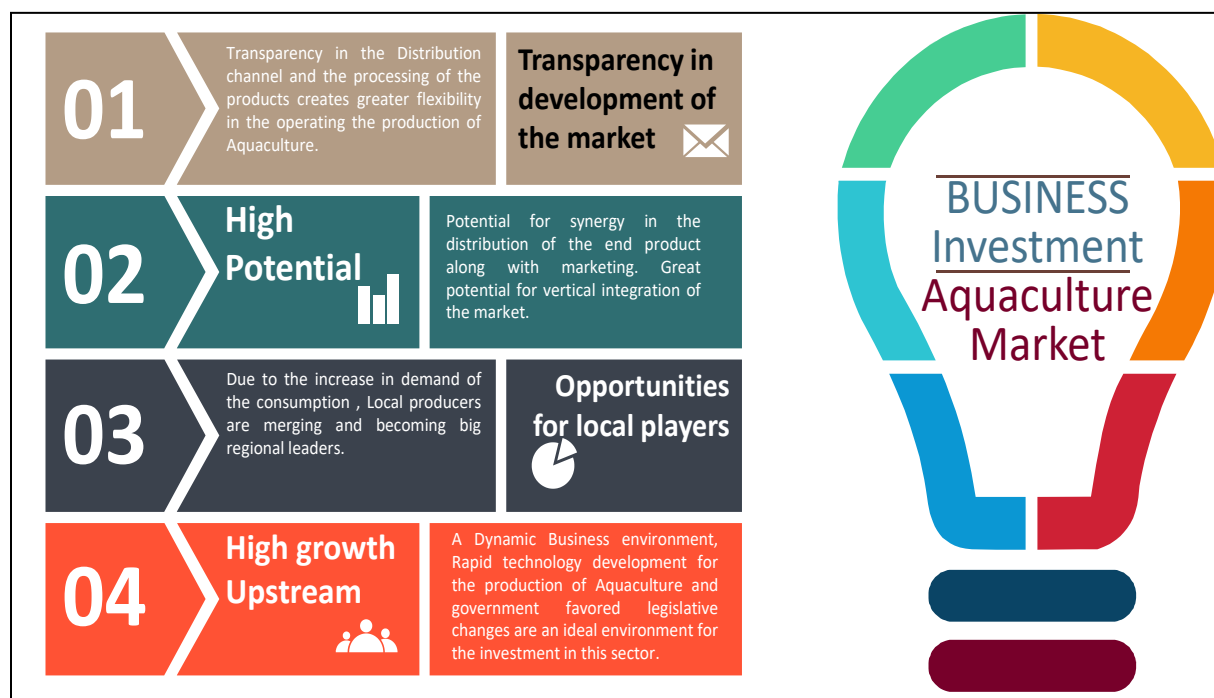 01
Transparency in the Distribution
channel and the processing of the
products creates greater flexibility
in the operating the production of
Aquaculture.
Transparency in
development of
the market
02
High
Potential
Potential for synergy in the
distribution of the end product
along with marketing. Great
potential for vertical integration of
the market.
03
Due to the increase in demand of
the consumption , Local producers
are merging and becoming big
regional leaders.
Opportunities
for local players
04
High growth
Upstream
A Dynamic Business environment,
Rapid technology development for
the production of Aquaculture and
government favored legislative
changes are an ideal environment for
the investment in this sector.
BUSINESS
Investment
Aquaculture
Market